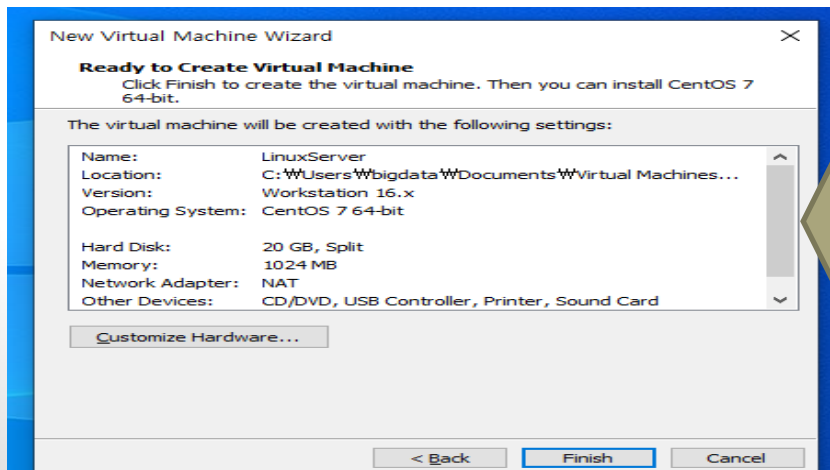 New Virtual Machine Wizard
Ready to Create Virtual Machine
Click Finish to create the virtual machine. Then you can install CentOS 7
64-bit.
The virtual machine will be created with the following settings:
Name: LinuxServer
Location: C:₩Users₩bigdata₩Documents₩Virtual Machines...
Version: Workstation 16.x
Operating System: CentOS 7 64-bit
Hard Disk: 20 GB, Split
Memory: 1024 MB
Network Adapter: NAT
Other Devices: CD/DVD, USB Controller, Printer, Sound Card
Customize Hardware...
< Back Finish Cancel